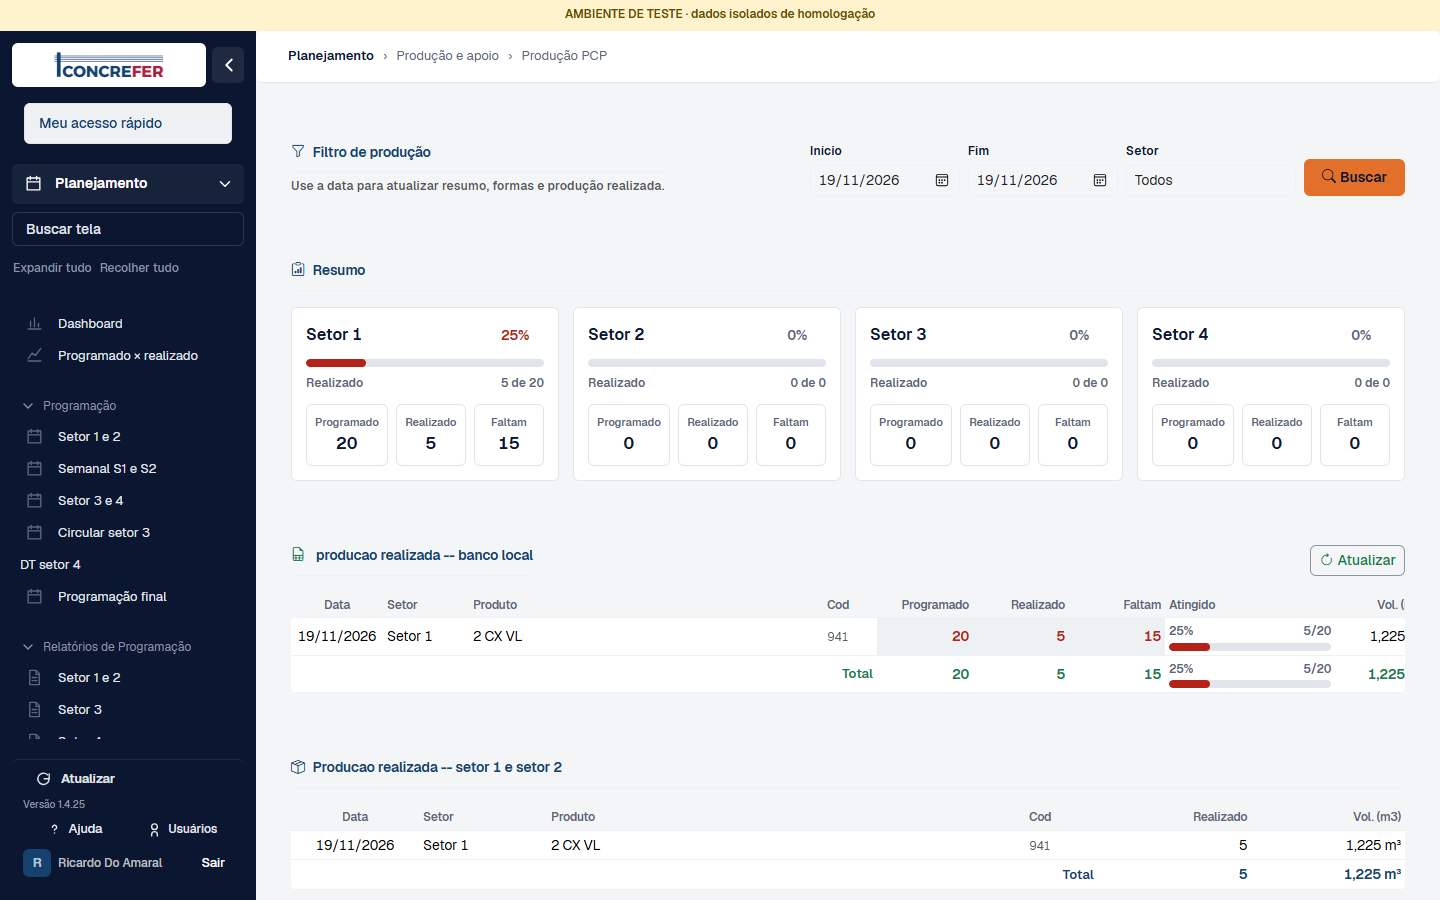 AMBIENTE DE TESTE · dados isolados de homologação
CONCREFER
Meu acesso rápido
Planejamento
Buscar tela
Expandir tudo Recolher tudo
Dashboard
Programado × realizado
Programação
Setor 1 e 2
Semanal S1 e S2
Setor 3 e 4
Circular setor 3
DT setor 4
Programação final
Relatórios de Programação
Setor 1 e 2
Setor 3
Atualizar
Versão 1.4.25
? Ajuda Usuários
R Ricardo Do Amaral Sair
Planejamento › Produção e apoio › Produção PCP
Filtro de produção
Use a data para atualizar resumo, formas e produção realizada.
Início Fim Setor
19/11/2026 19/11/2026 Todos Buscar
Resumo
Setor 1 25%
Realizado 5 de 20
Programado Realizado Faltam
20 5 15
Setor 2 0%
Realizado 0 de 0
Programado Realizado Faltam
0 0 0
Setor 3 0%
Realizado 0 de 0
Programado Realizado Faltam
0 0 0
Setor 4 0%
Realizado 0 de 0
Programado Realizado Faltam
0 0 0
producao realizada -- banco local Atualizar
Data Setor Produto Cod Programado Realizado Faltam Atingido Vol. (
19/11/2026 Setor 1 2 CX VL 941 20 5 15 25% 5/20 1,225
Total 20 5 15 25% 5/20 1,225
Producao realizada -- setor 1 e setor 2
Data Setor Produto Cod Realizado Vol. (m3)
19/11/2026 Setor 1 2 CX VL 941 5 1,225 m³
Total 5 1,225 m³